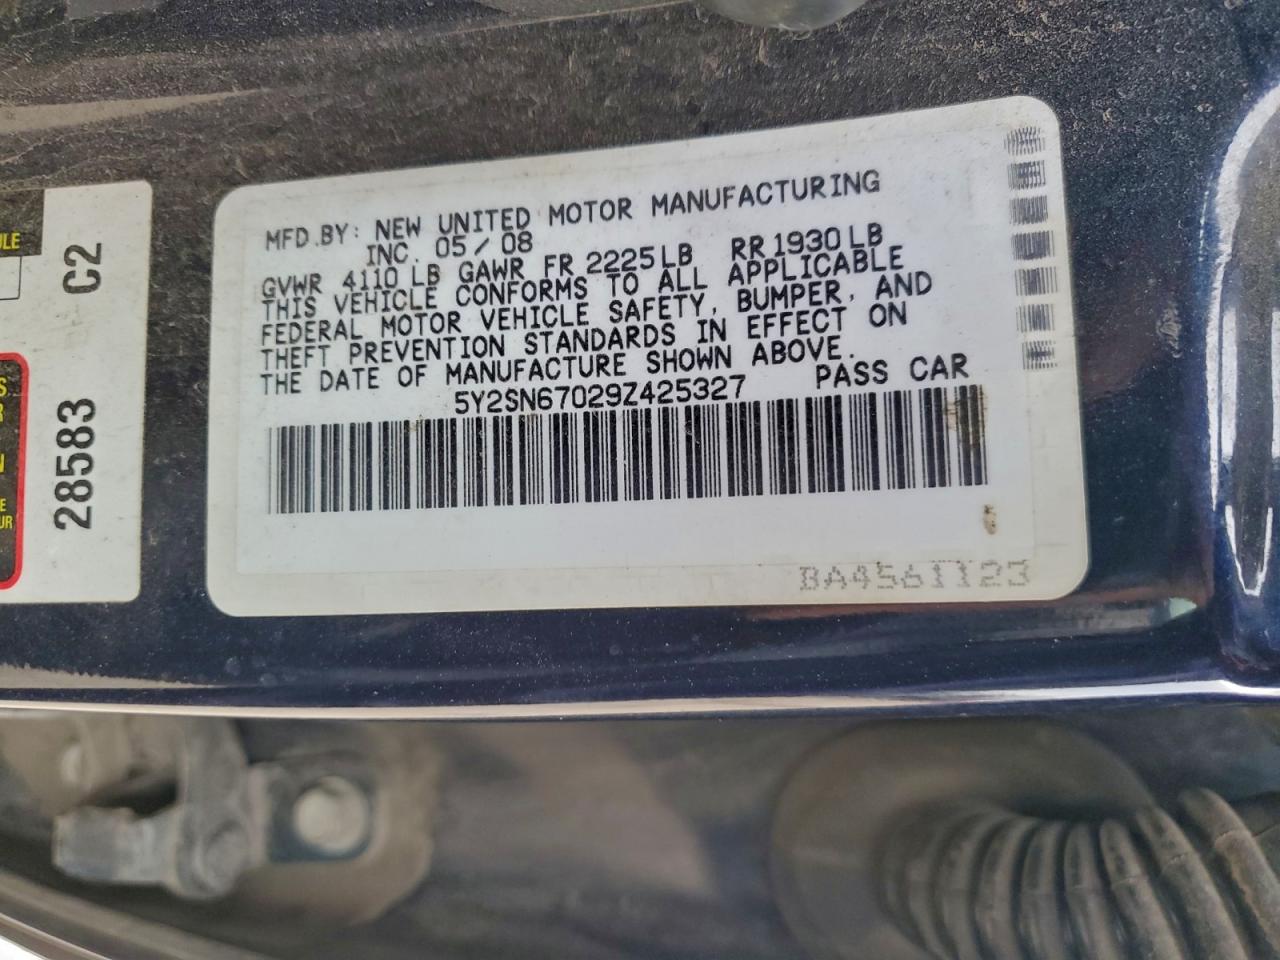 MFD.BY: NEW UNITED MOTOR MANUFACTURING
INC. 05/08
GVWR 4110 LB GAWR FR 2225 LB RR 1930 LB
THIS VEHICLE CONFORMS TO ALL APPLICABLE
FEDERAL MOTOR VEHICLE SAFETY, BUMPER, AND
THEFT PREVENTION STANDARDS IN EFFECT ON
THE DATE OF MANUFACTURE SHOWN ABOVE.
5Y2SN67029Z425327 PASS CAR
BA4561123
28583 C2